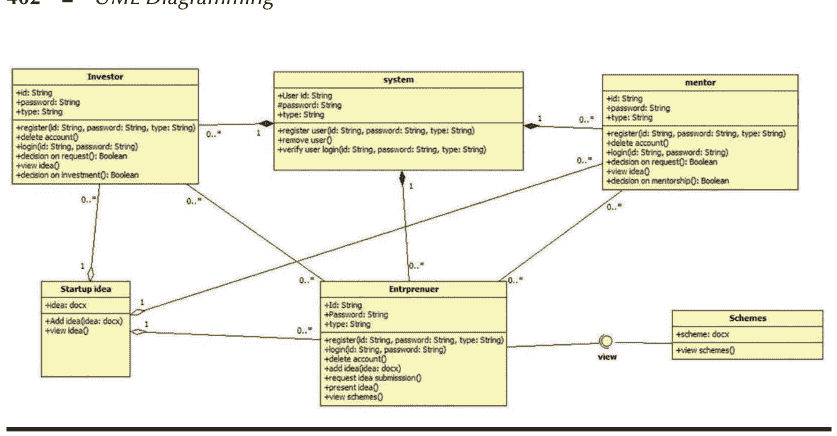 462 UML Diagramming
Investor
+id: String
+password: String
+type: String
+register(id: String, password: String, type: String)
+delete account()
+login(id: String, password: String)
+decision on request(): Boolean
+view idea()
+decision on investment(): Boolean
system
+User id: String
#password: String
+type: String
+register user(id: String, password: String, type: String)
+remove user()
+verify user login(id: String, password: String, type: String)
mentor
+id: String
+password: String
+type: String
+register(id: String, password: String, type: String)
+delete account()
+login(id: String, password: String)
+decision on request(): Boolean
+view idea()
+decision on mentorship(): Boolean
0..*
1
1
0..*
0..*
1
0..*
0..*
0..*
1
0..*
0..*
0..*
Startup idea
+idea: docx
+Add idea(idea: docx)
+view idea()
1
1
0..*
Entrprenuer
+Id: String
+Password: String
+type: String
+register(id: String, password: String, type: String)
+login(id: String, password: String)
+delete account()
+add idea(idea: docx)
+request idea submisssion()
+present idea()
+view schemes()
view
Schemes
+scheme: docx
+view schemes()